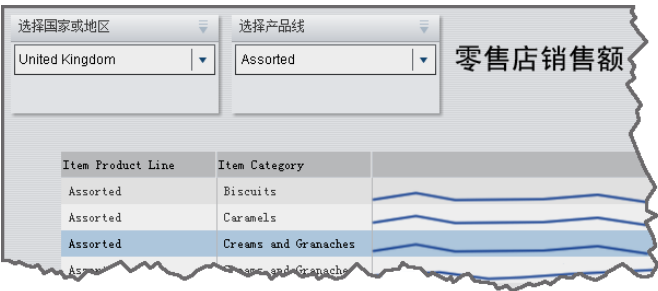 选择国家或地区
选择产品线
United Kingdom
Assorted
零售店销售额
Item Product Line Item Category
Assorted Biscuits
Assorted Caramels
Assorted Creams and Granaches